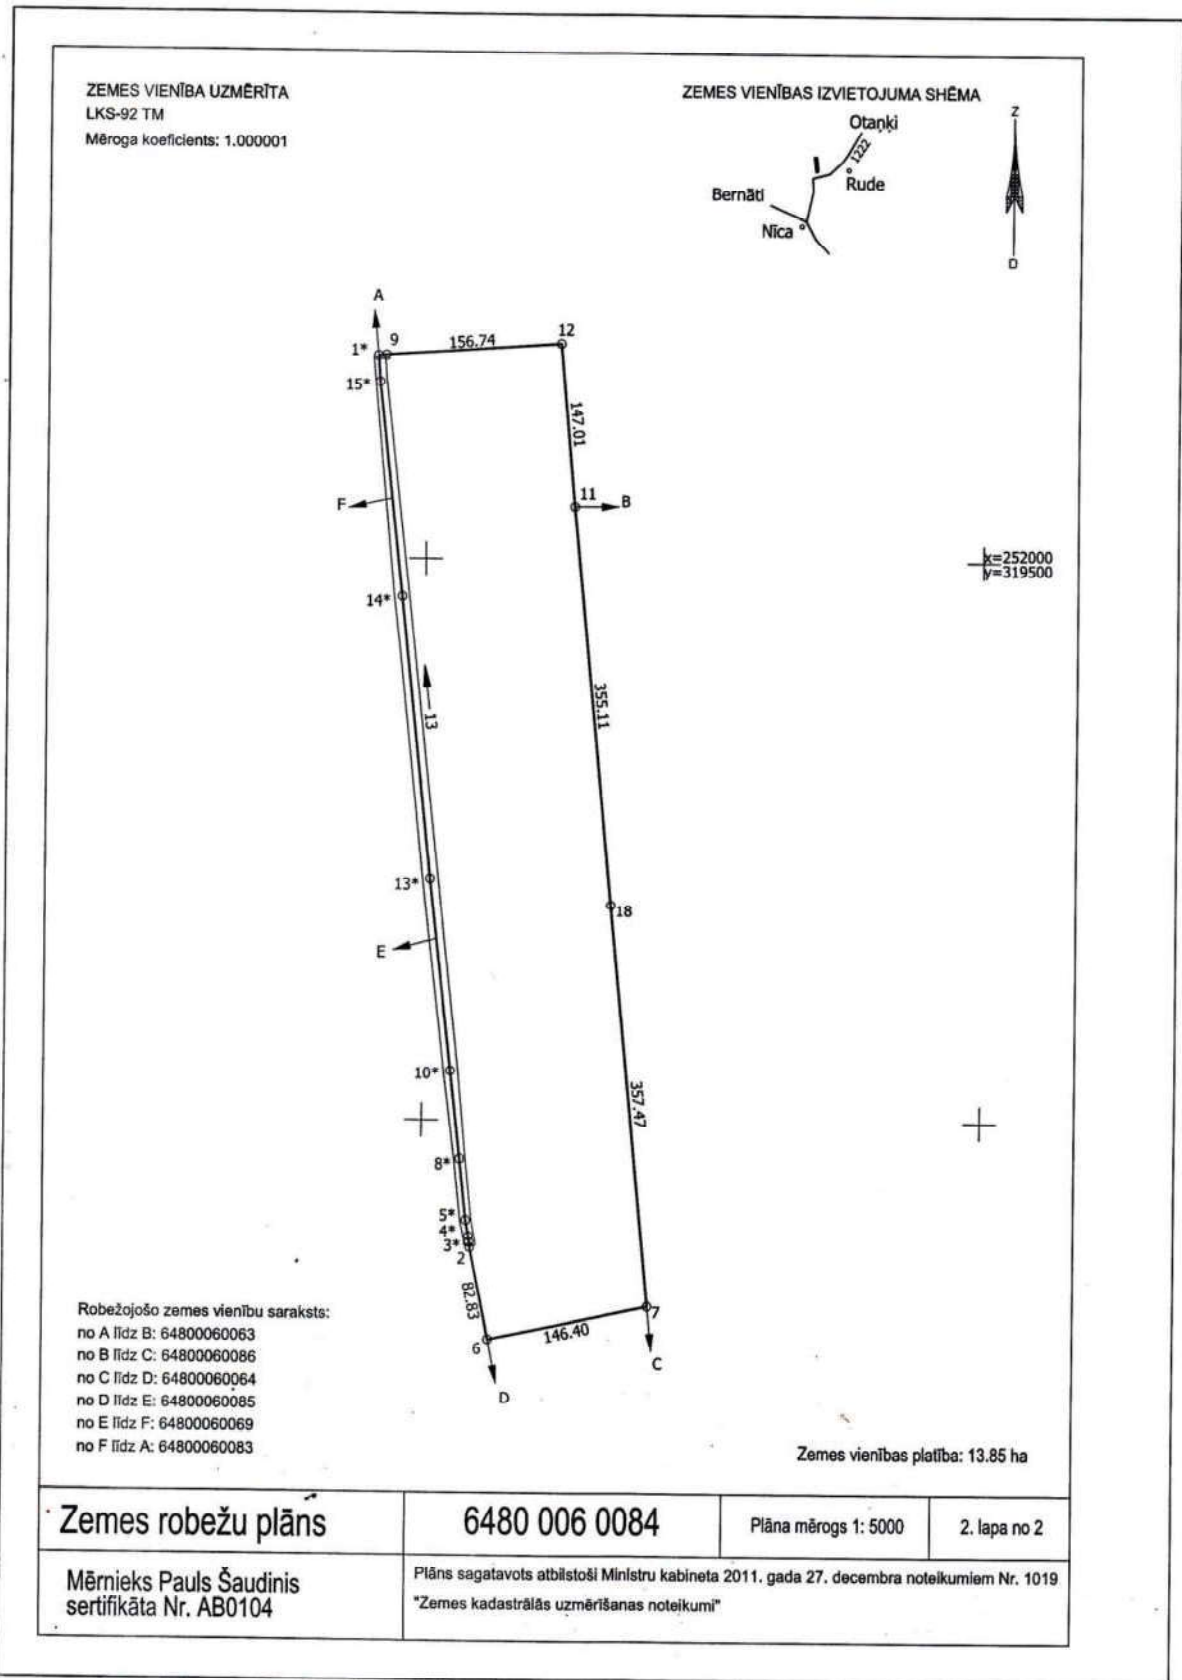 ZEMES VIENĪBA UZMĒRĪTA
LKS-92 TM
Mēroga koeficients: 1.000001
ZEMES VIENĪBAS IZVIETOJUMA SHĒMA
Otaņķi
1222
Rude
Bernāti
Nīca
Z
D
A
1*
9
156.74
12
15*
147.01
F
11
B
x=252000
y=319500
14*
355.11
13
13*
18
E
10*
357.47
8*
5*
4*
3*
2
82.83
7
6
146.40
C
D
Robežojošo zemes vienību saraksts:
no A līdz B: 64800060063
no B līdz C: 64800060086
no C līdz D: 64800060064
no D līdz E: 64800060085
no E līdz F: 64800060069
no F līdz A: 64800060083
Zemes vienības platība: 13.85 ha
Zemes robežu plāns
6480 006 0084
Plāna mērogs 1: 5000
2. lapa no 2
Mērnieks Pauls Šaudinis
sertifikāta Nr. AB0104
Plāns sagatavots atbilstoši Ministru kabineta 2011. gada 27. decembra noteikumiem Nr. 1019
"Zemes kadastrālās uzmērīšanas noteikumi"